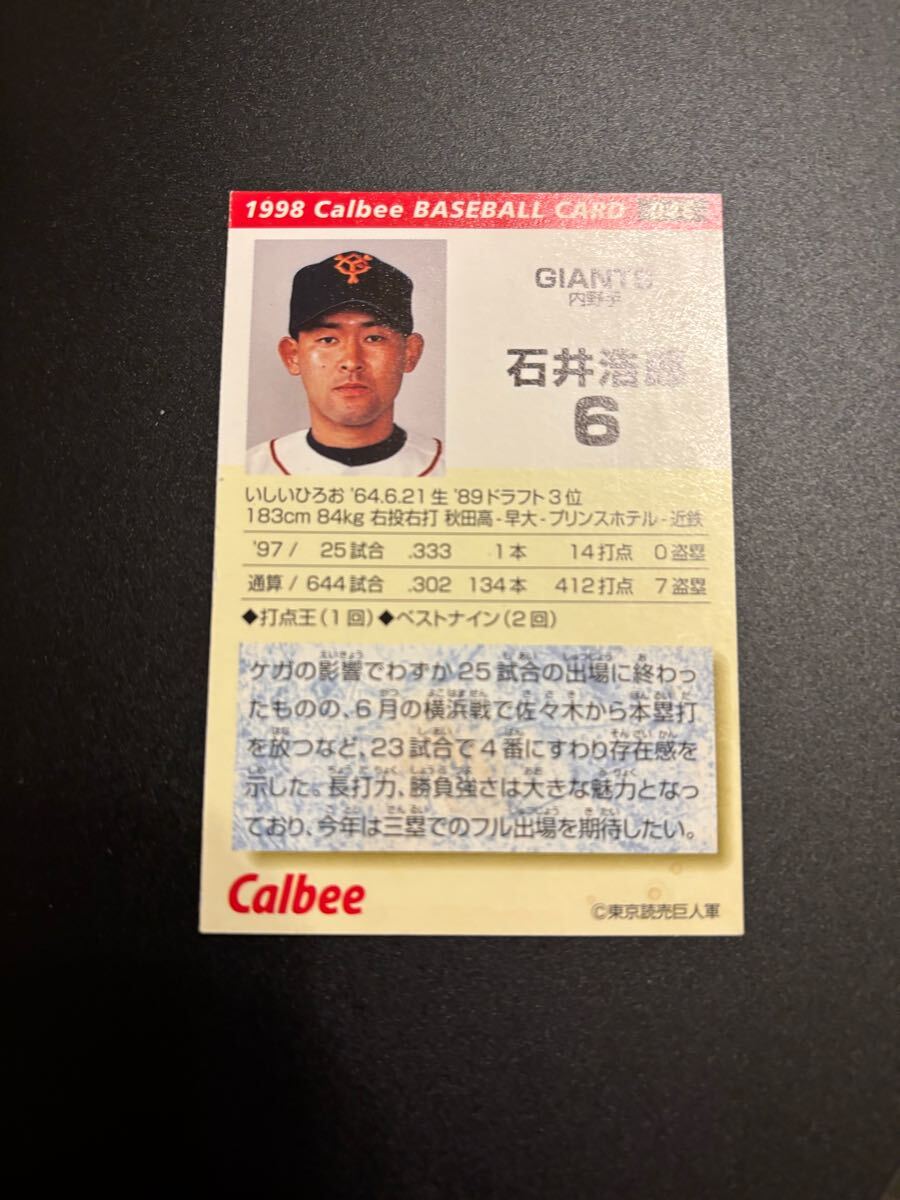 1998 Calbee BASEBALL CARD
GIANTS
内野手
石井浩郎
6
いしいひろお '64.6.21生 '89ドラフト3位
183cm 84kg 右投右打 秋田高-早大-プリンスホテル-近鉄
'97/ 25試合 .333 1本 14打点 0盗塁
通算/644試合 .302 134本 412打点 7盗塁
◆打点王(1回)◆ベストナイン(2回)
ケガの影響でわずか25試合の出場に終わっ
たものの、6月の横浜戦で佐々木から本塁打
を放つなど、23試合で4番にすわり存在感を
示した。長打力、勝負強さは大きな魅力となっ
ており、今年は三塁でのフル出場を期待したい。
Calbee
©東京読売巨人軍